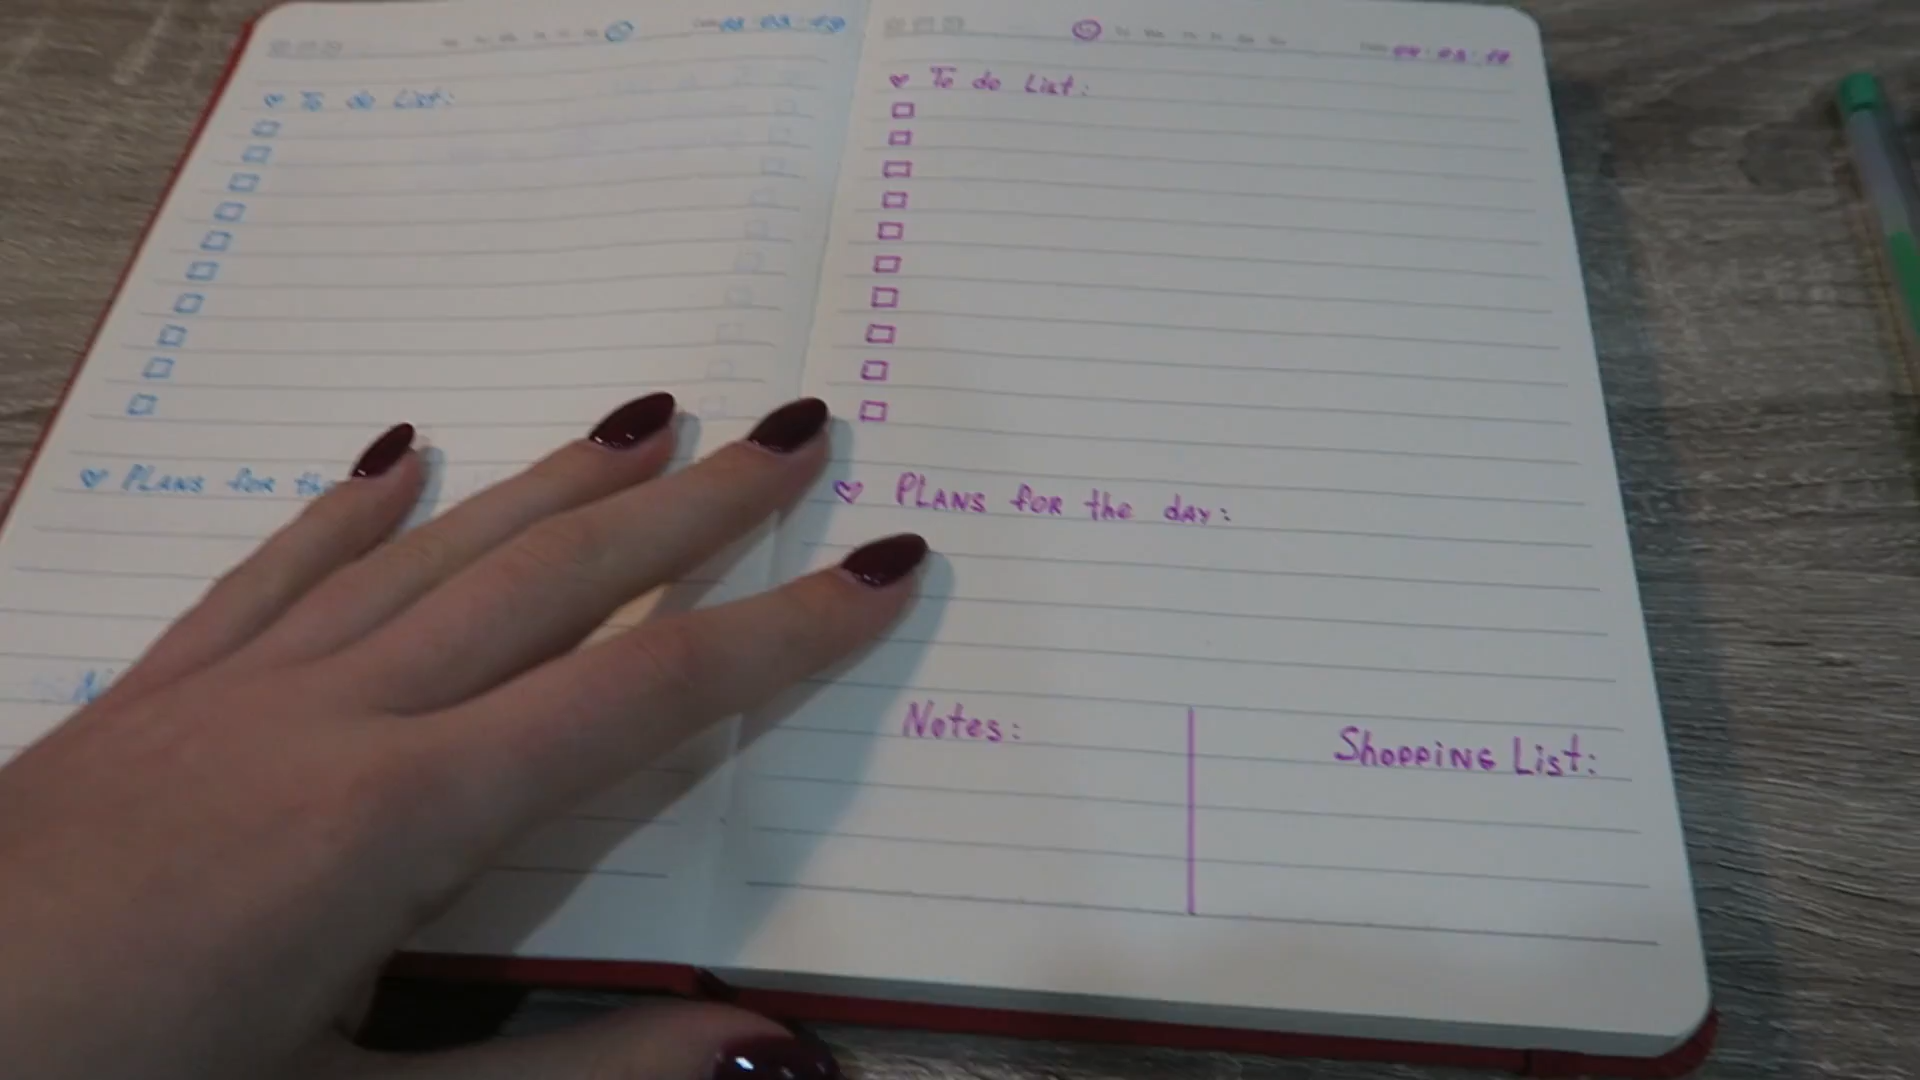 To do List:
PLANS for the
To do List:
PLANS for the dAY:
Notes:
Shopping List: